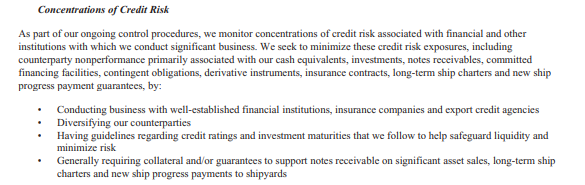 Concentrations of Credit Risk
As part of our ongoing control procedures, we monitor concentrations of credit risk associated with financial and other
institutions with which we conduct significant business. We seek to minimize these credit risk exposures, including
counterparty nonperformance primarily associated with our cash equivalents, investments, notes receivables, committed
financing facilities, contingent obligations, derivative instruments, insurance contracts, long-term ship charters and new ship
progress payment guarantees, by:
• Conducting business with well-established financial institutions, insurance companies and export credit agencies
• Diversifying our counterparties
• Having guidelines regarding credit ratings and investment maturities that we follow to help safeguard liquidity and
minimize risk
• Generally requiring collateral and/or guarantees to support notes receivable on significant asset sales, long-term ship
charters and new ship progress payments to shipyards